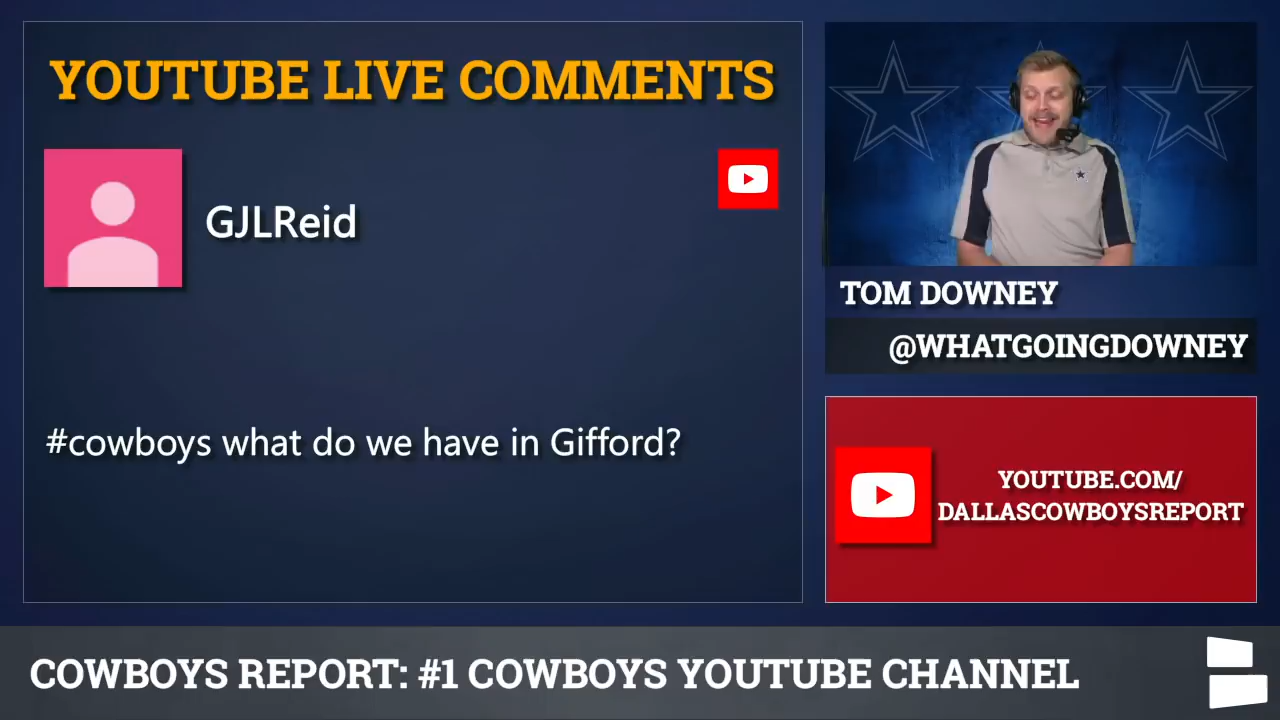 YOUTUBE LIVE COMMENTS
GJLReid
#cowboys what do we have in Gifford?
TOM DOWNEY
@WHATGOINGDOWNEY
YOUTUBE.COM/
DALLASCOWBOYSREPORT
COWBOYS REPORT: #1 COWBOYS YOUTUBE CHANNEL